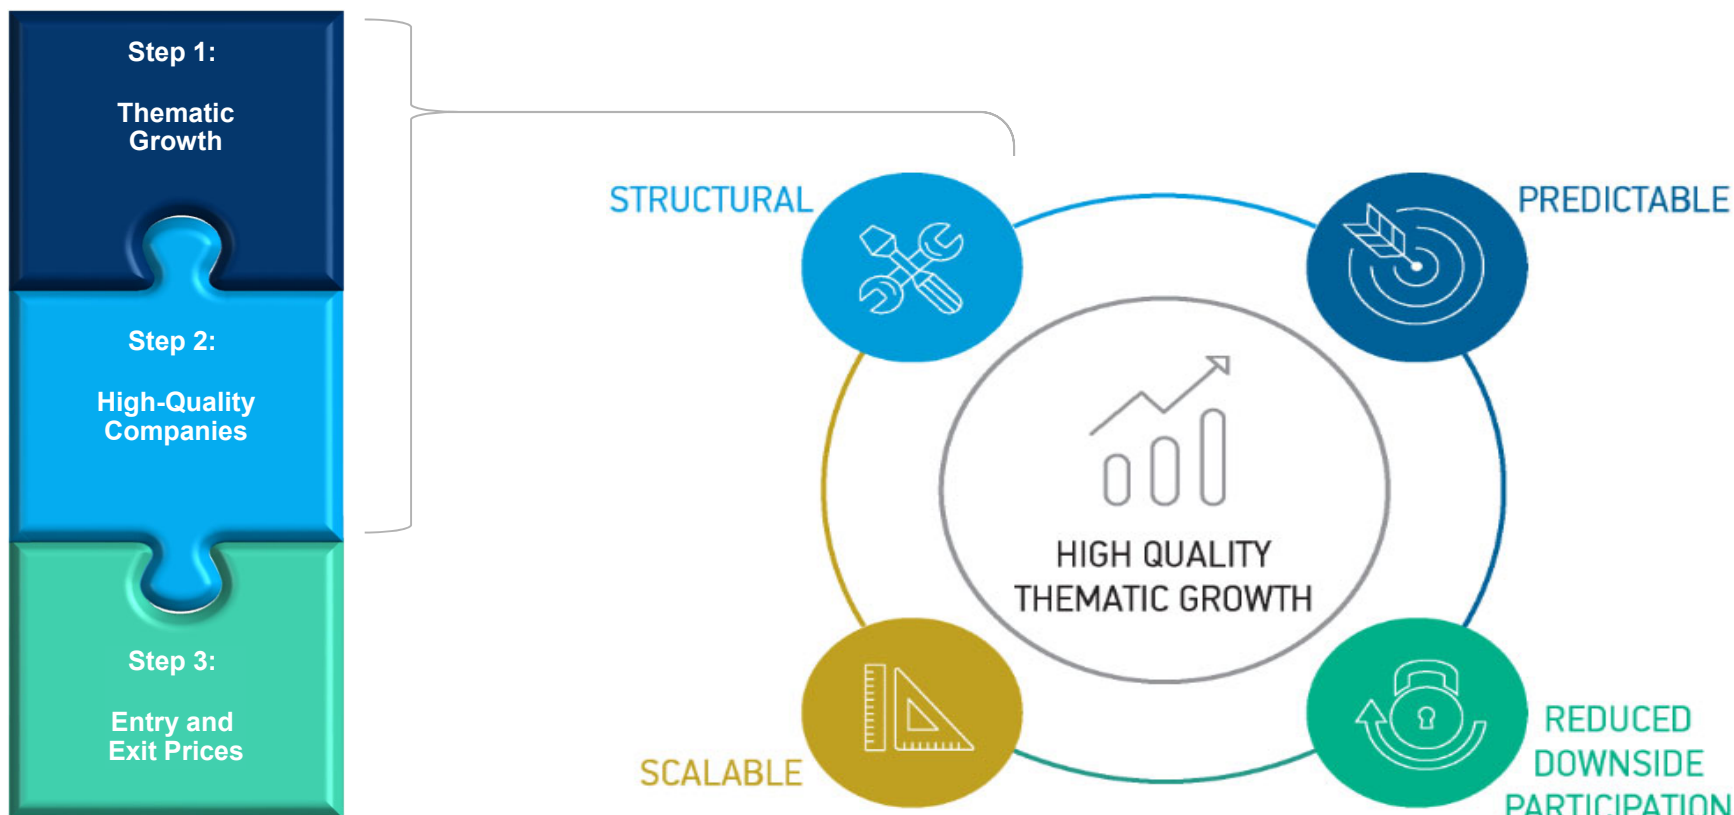 Step 1:
Thematic
Growth
Step 2:
High-Quality
Companies
Step 3:
Entry and
Exit Prices
STRUCTURAL
PREDICTABLE
HIGH QUALITY
THEMATIC GROWTH
SCALABLE
REDUCED
DOWNSIDE
PARTICIPATION